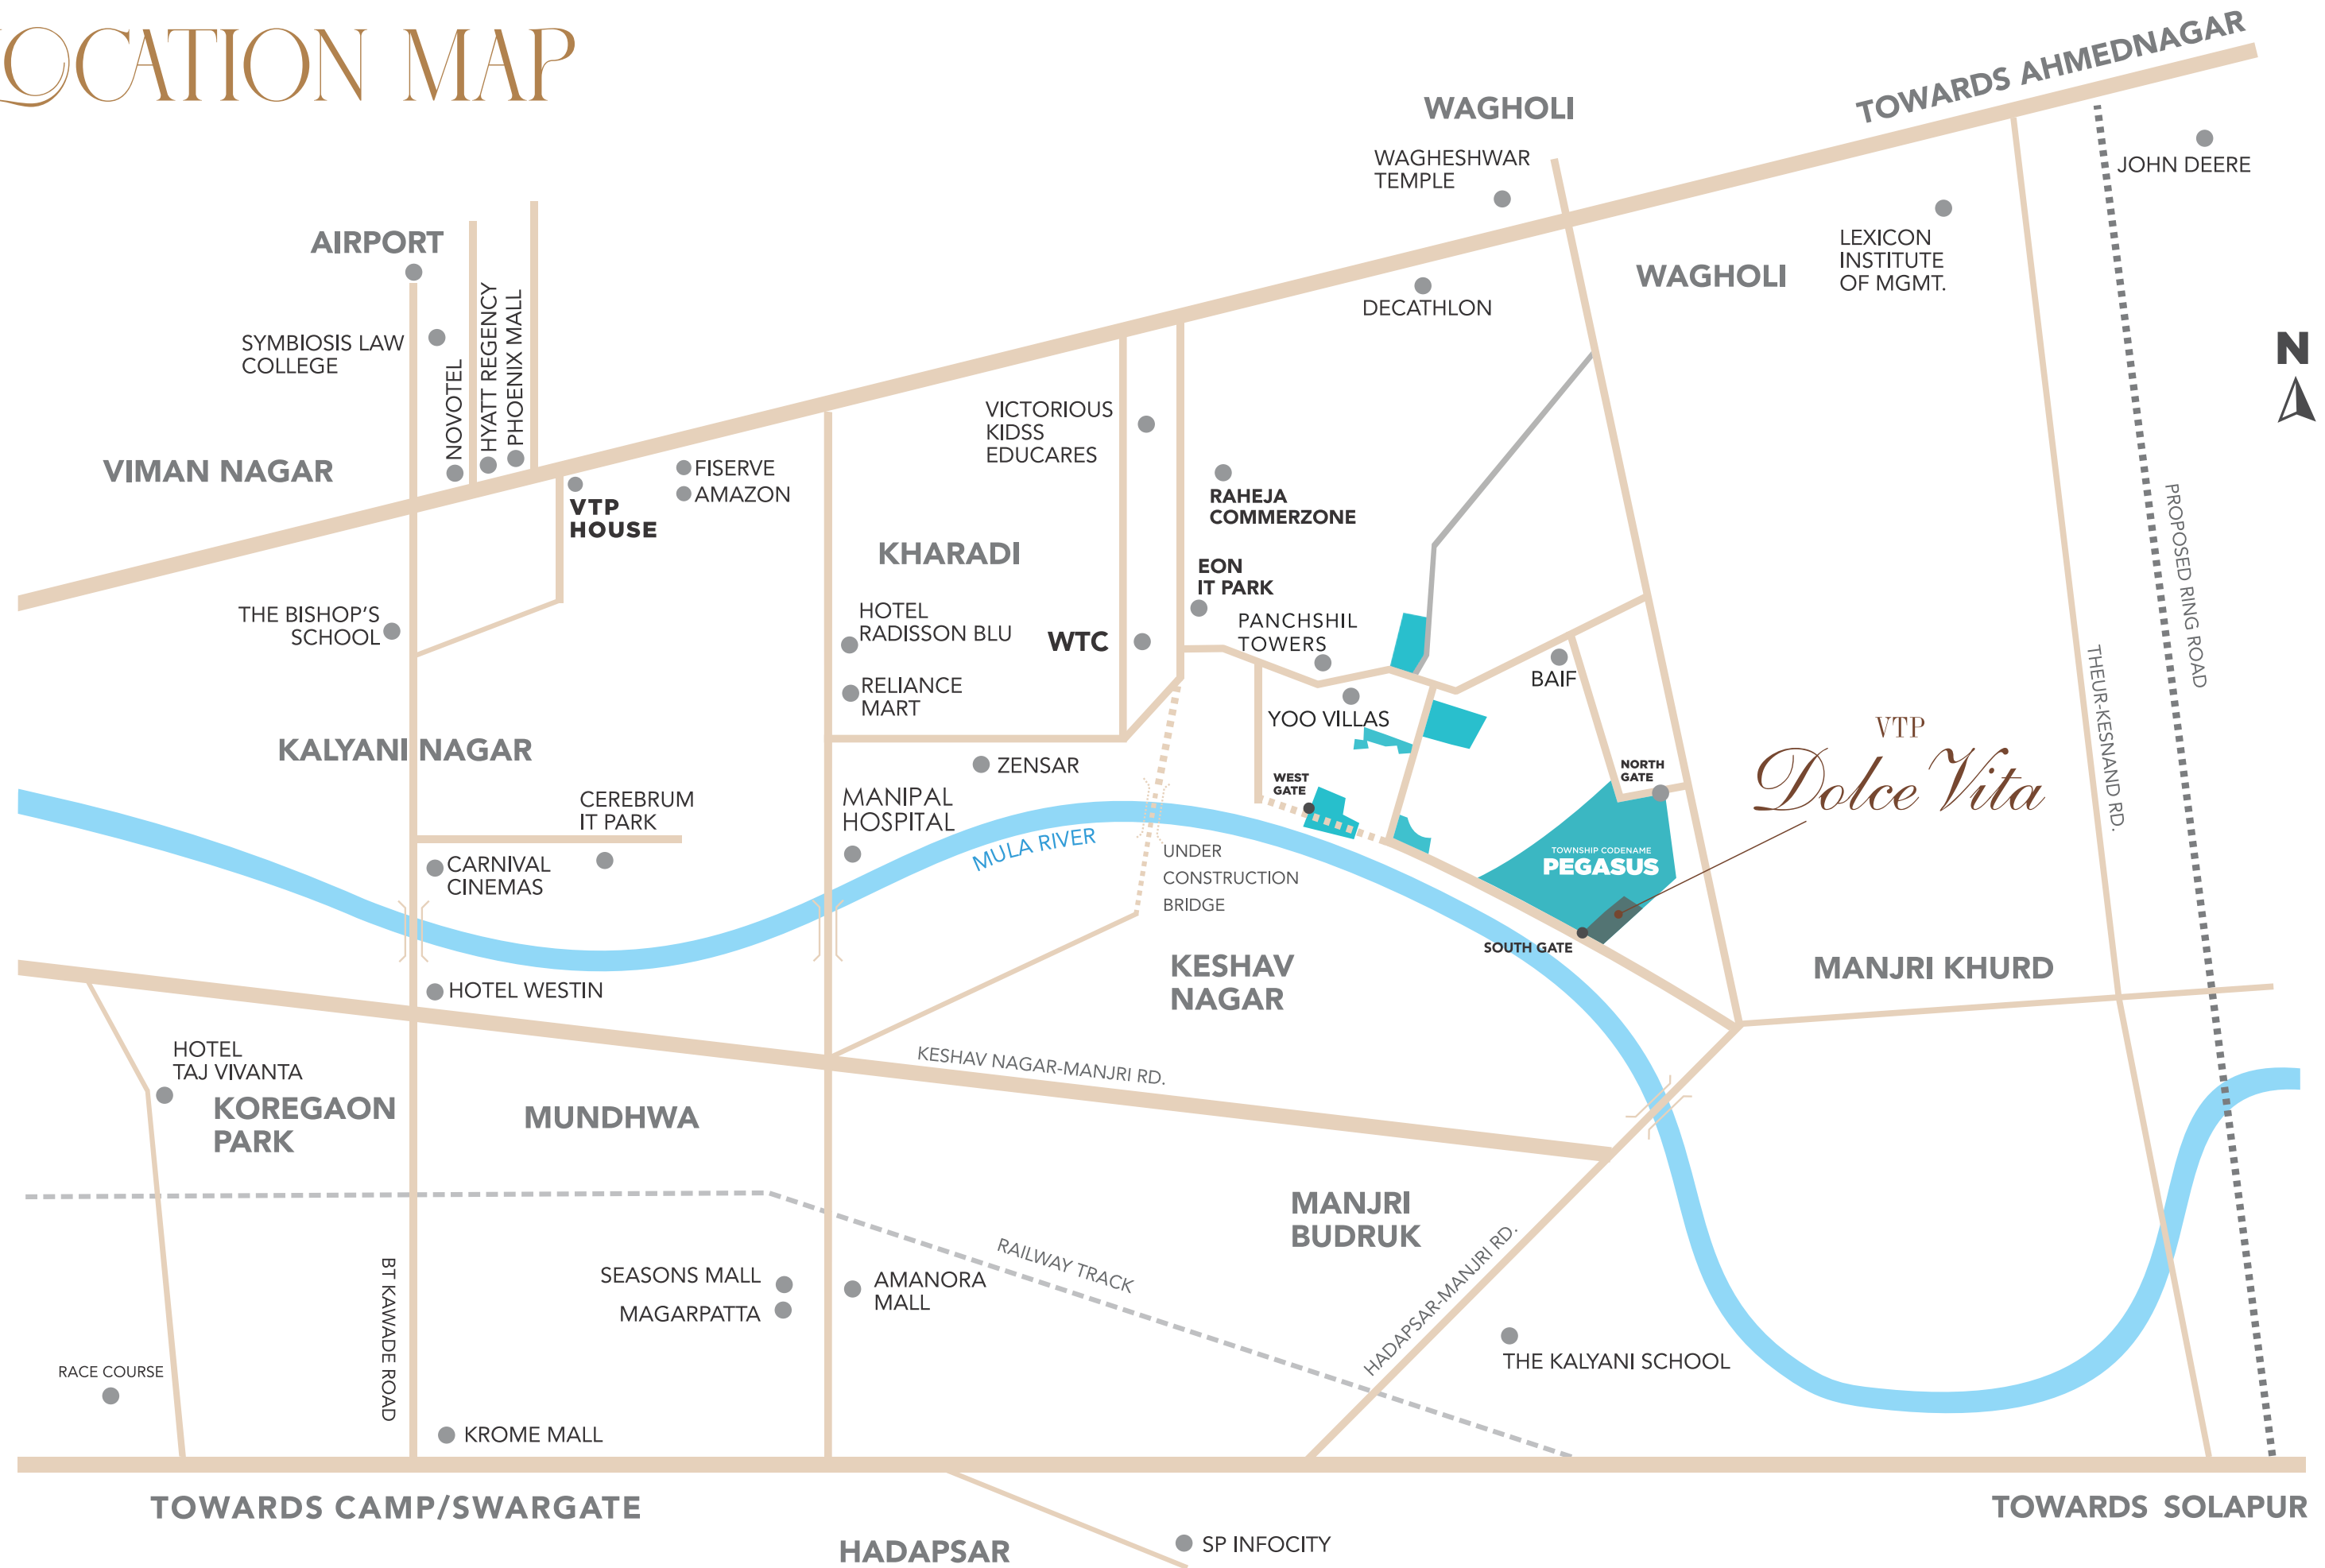 LOCATION MAP
TOWARDS AHMEDNAGAR
WAGHOLI
WAGHESHWAR
TEMPLE
JOHN DEERE
AIRPORT
LEXICON
INSTITUTE
OF MGMT.
WAGHOLI
DECATHLON
SYMBIOSIS LAW
COLLEGE
NOVOTEL
HYATT REGENCY
PHOENIX MALL
N
VICTORIOUS
KIDSS
EDUCARES
VIMAN NAGAR
FISERVE
AMAZON
VTP
HOUSE
RAHEJA
COMMERZONE
KHARADI
EON
IT PARK
PROPOSED RING ROAD
THE BISHOP'S
SCHOOL
HOTEL
RADISSON BLU
WTC
PANCHSHIL
TOWERS
BAIF
RELIANCE
MART
YOO VILLAS
THEUR-KESNAND RD.
KALYANI NAGAR
ZENSAR
VTP
Dolce Vita
NORTH
GATE
WEST
GATE
CEREBRUM
IT PARK
MANIPAL
HOSPITAL
MULA RIVER
UNDER
CONSTRUCTION
BRIDGE
TOWNSHIP CODENAME
PEGASUS
CARNIVAL
CINEMAS
SOUTH GATE
KESHAV
NAGAR
MANJRI KHURD
HOTEL WESTIN
HOTEL
TAJ VIVANTA
KESHAV NAGAR-MANJRI RD.
KOREGAON
PARK
MUNDHWA
MANJRI
BUDRUK
RAILWAY TRACK
HADAPSAR-MANJRI RD.
SEASONS MALL
MAGARPATTA
AMANORA
MALL
BT KAWADE ROAD
THE KALYANI SCHOOL
RACE COURSE
KROME MALL
TOWARDS CAMP/SWARGATE
TOWARDS SOLAPUR
HADAPSAR
SP INFOCITY